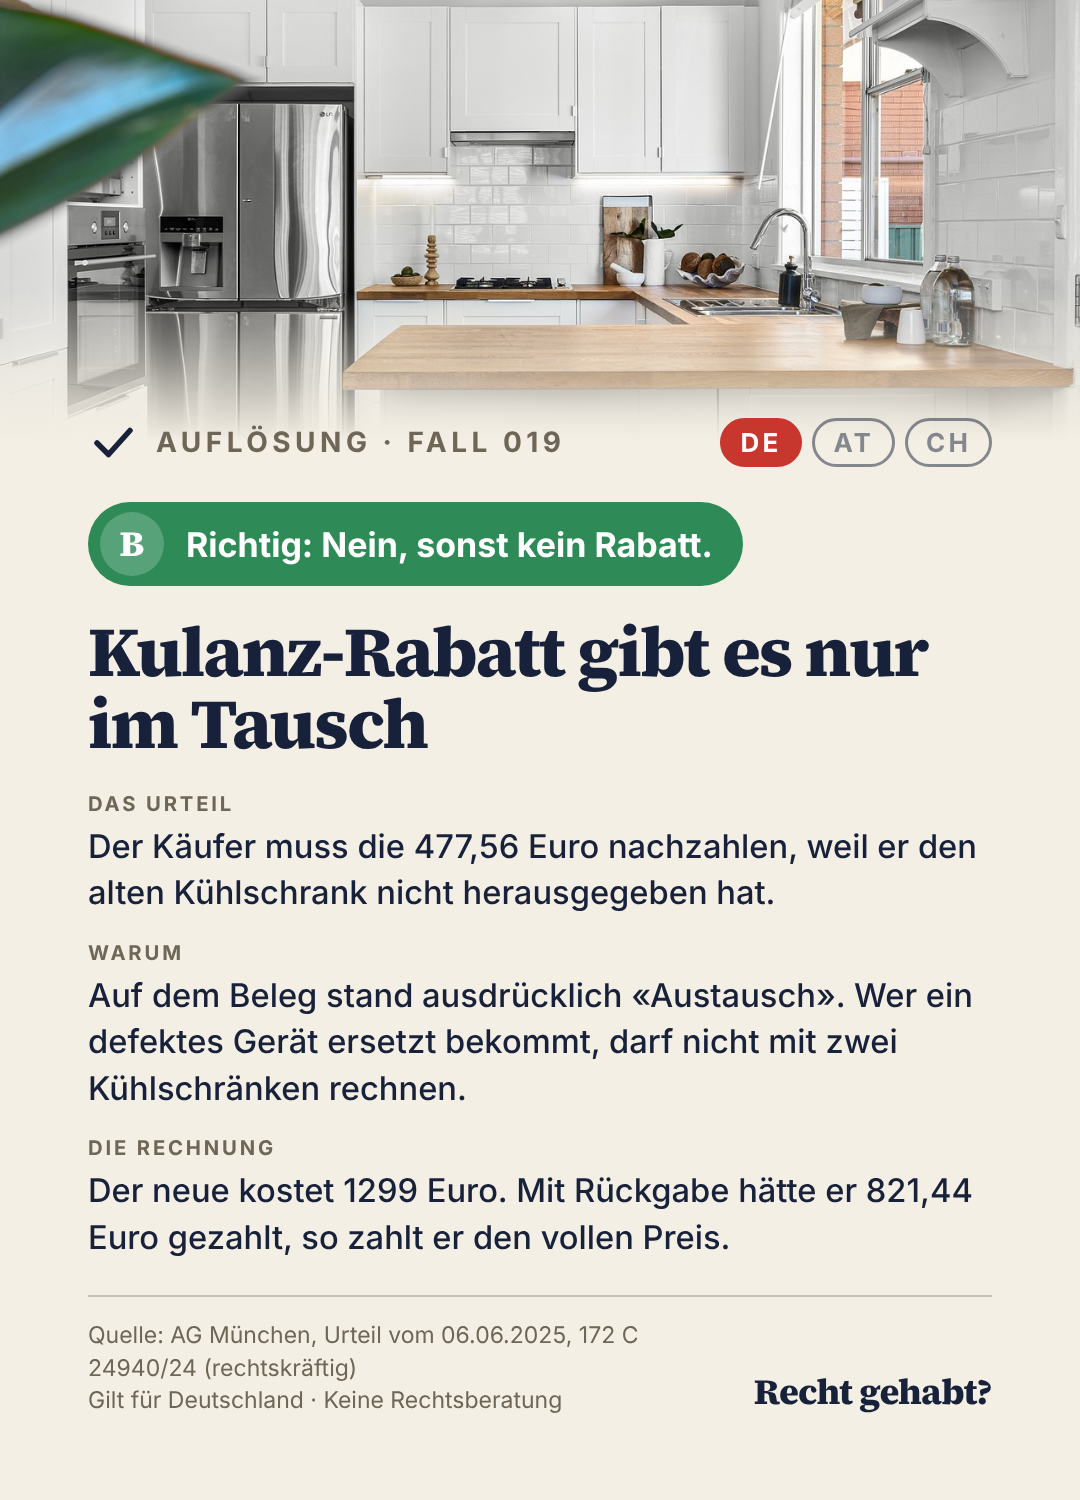 AUFLÖSUNG · FALL 019
DE AT CH
B Richtig: Nein, sonst kein Rabatt.
Kulanz-Rabatt gibt es nur
im Tausch
DAS URTEIL
Der Käufer muss die 477,56 Euro nachzahlen, weil er den
alten Kühlschrank nicht herausgegeben hat.
WARUM
Auf dem Beleg stand ausdrücklich «Austausch». Wer ein
defektes Gerät ersetzt bekommt, darf nicht mit zwei
Kühlschränken rechnen.
DIE RECHNUNG
Der neue kostet 1299 Euro. Mit Rückgabe hätte er 821,44
Euro gezahlt, so zahlt er den vollen Preis.
Quelle: AG München, Urteil vom 06.06.2025, 172 C
24940/24 (rechtskräftig)
Gilt für Deutschland · Keine Rechtsberatung
Recht gehabt?